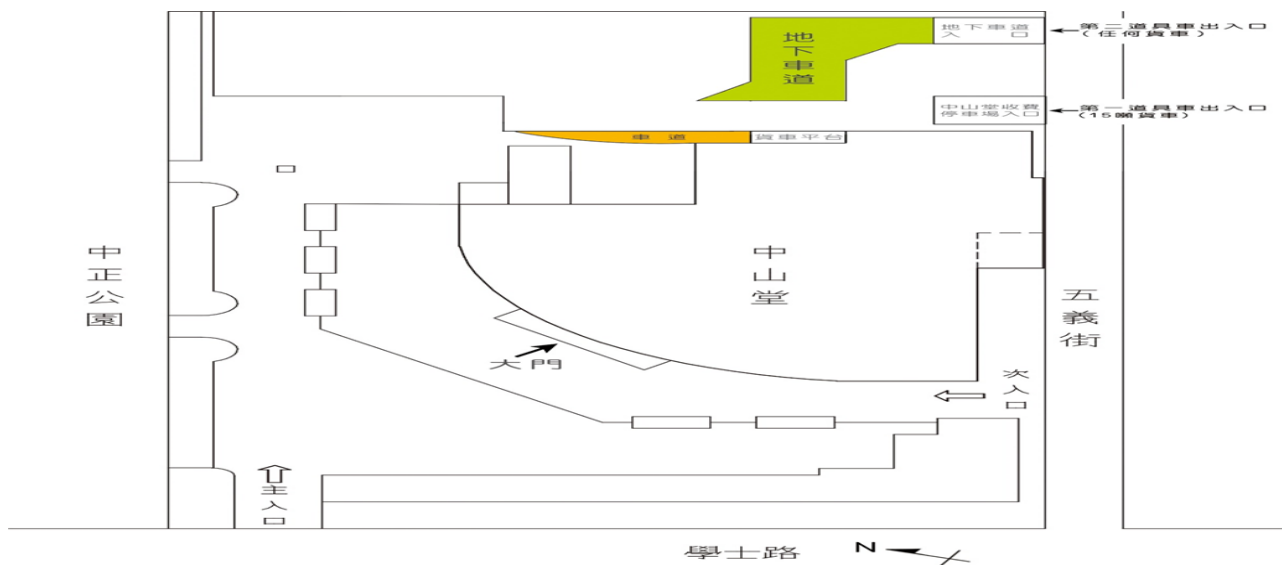 地下車道
地下車道
入口
第二道具車出入口
(任何貨車)
中山堂收費
停車場入口
第一道具車出入口
(15噸貨車)
車道
貨車平台
中正公園
中山堂
五義街
大門
次入口
主入口
學士路
N